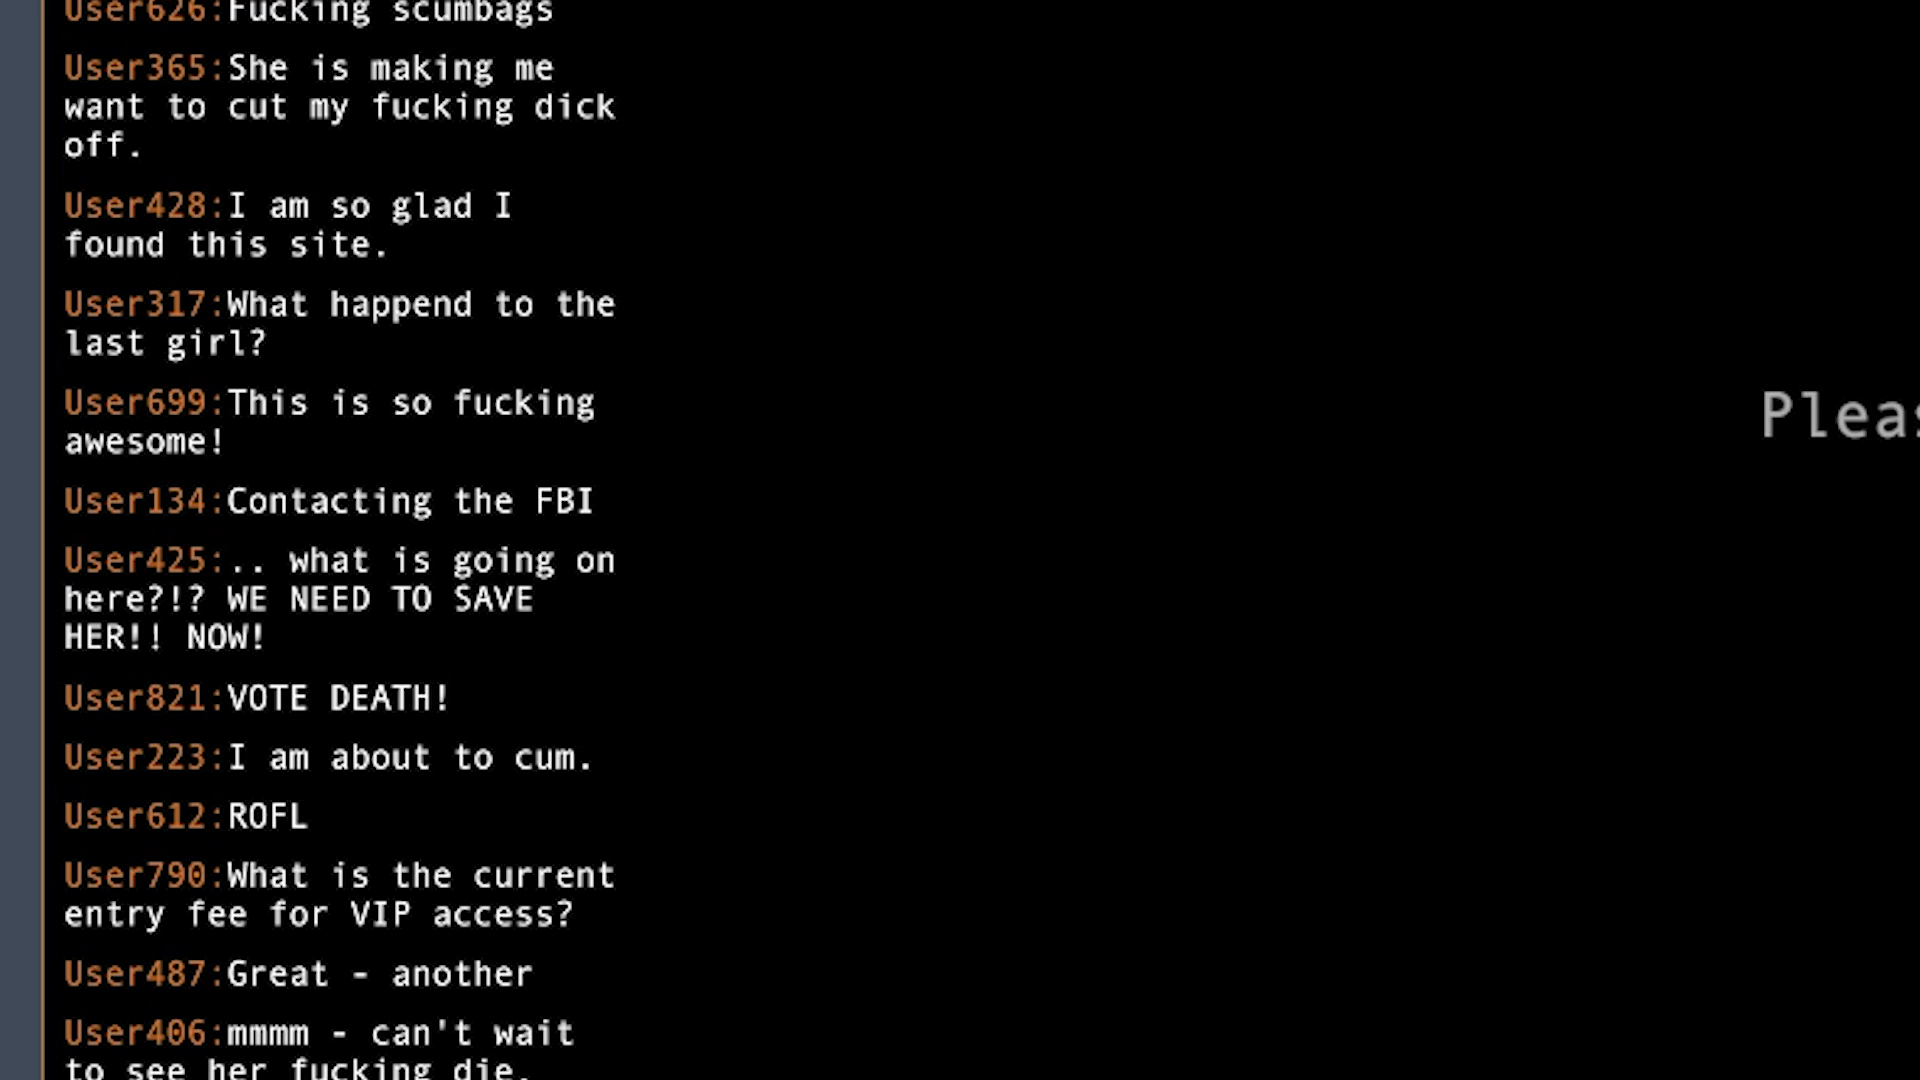 User626:Fucking scumbags
User365:She is making me
want to cut my fucking dick
off.
User428:I am so glad I
found this site.
User317:What happend to the
last girl?
User699:This is so fucking
awesome!
Pleas
User134:Contacting the FBI
User425:.. what is going on
here?!? WE NEED TO SAVE
HER!! NOW!
User821:VOTE DEATH!
User223:I am about to cum.
User612:ROFL
User790:What is the current
entry fee for VIP access?
User487:Great - another
User406:mmmm - can't wait
to see her fucking die.